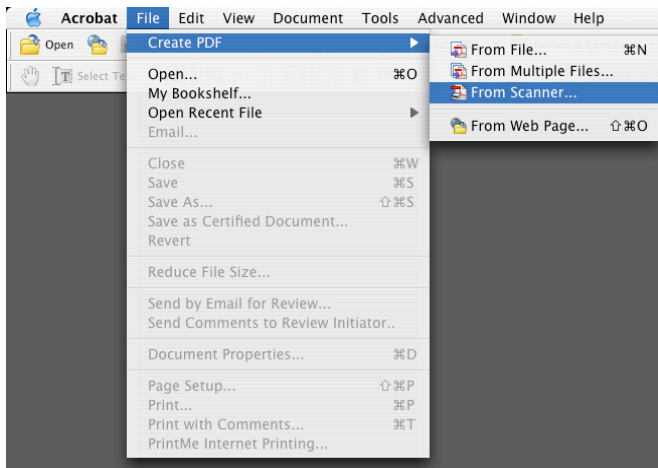 Acrobat File Edit View Document Tools Advanced Window Help
Open
Select Te
Create PDF
Open... ⌘O
My Bookshelf...
Open Recent File
Email...
Close ⌘W
Save ⌘S
Save As... ⇧⌘S
Save as Certified Document...
Revert
Reduce File Size...
Send by Email for Review...
Send Comments to Review Initiator..
Document Properties... ⌘D
Page Setup... ⇧⌘P
Print... ⌘P
Print with Comments... ⌘T
PrintMe Internet Printing...
From File... ⌘N
From Multiple Files...
From Scanner...
From Web Page... ⇧⌘O